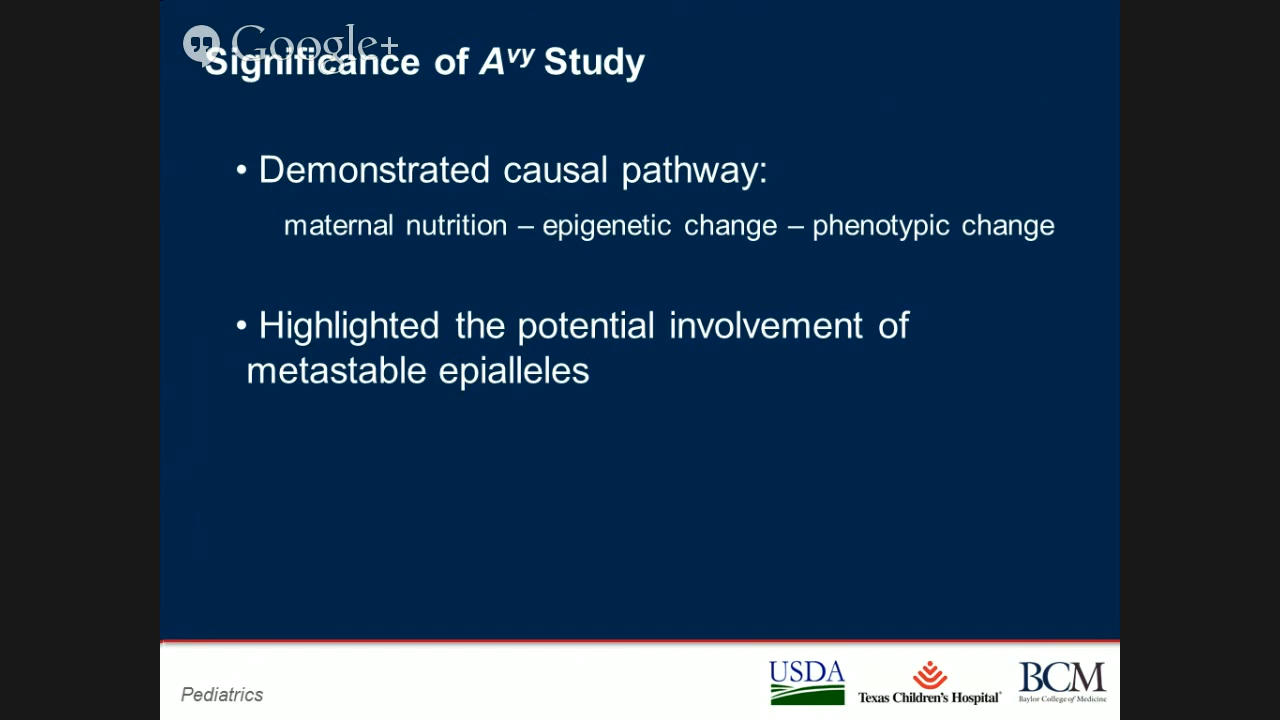 Google+
Significance of Avy Study
• Demonstrated causal pathway:
maternal nutrition – epigenetic change – phenotypic change
• Highlighted the potential involvement of
metastable epialleles
Pediatrics
USDA
Texas Children's Hospital
BCM
Baylor College of Medicine